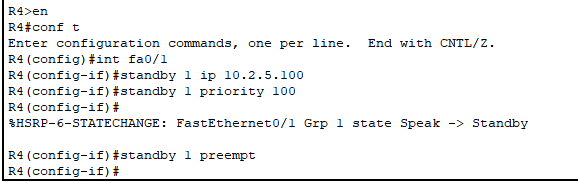 R4>en
R4#conf t
Enter configuration commands, one per line.  End with CNTL/Z.
R4(config)#int fa0/1
R4(config-if)#standby 1 ip 10.2.5.100
R4(config-if)#standby 1 priority 100
R4(config-if)#
%HSRP-6-STATECHANGE: FastEthernet0/1 Grp 1 state Speak -> Standby
R4(config-if)#standby 1 preempt
R4(config-if)#